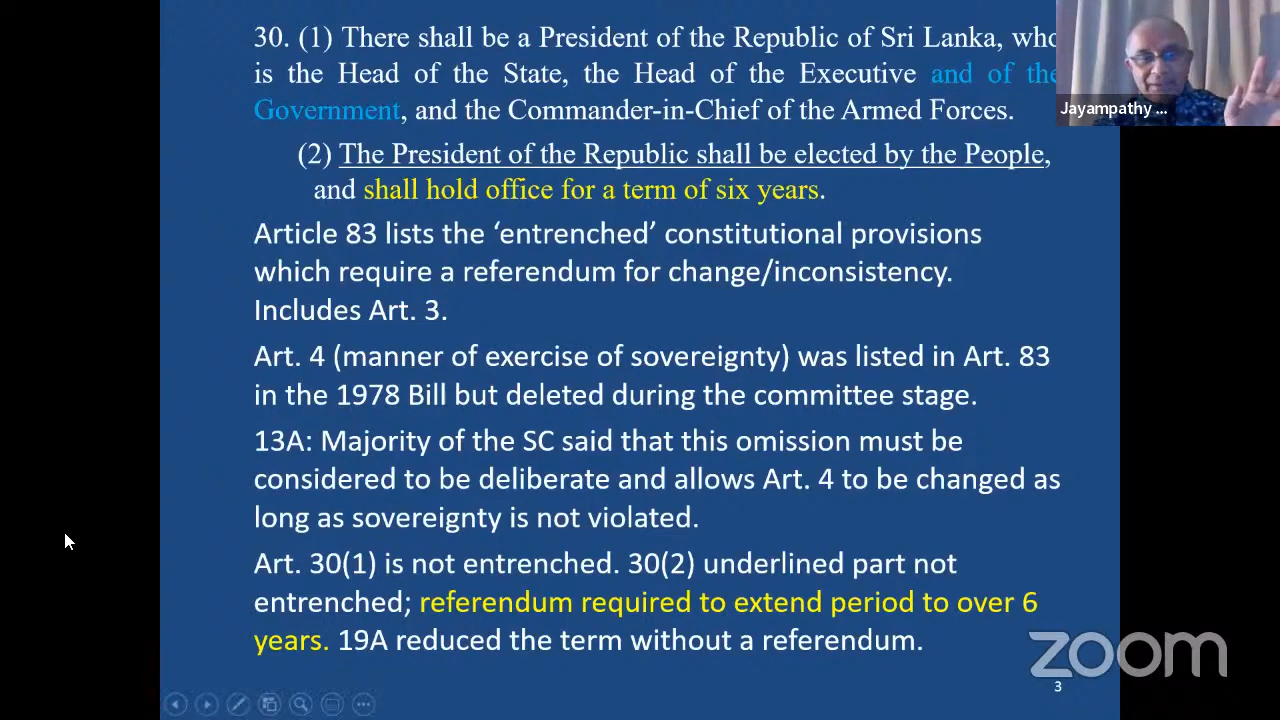 30. (1) There shall be a President of the Republic of Sri Lanka, who
is the Head of the State, the Head of the Executive and of the
Government, and the Commander-in-Chief of the Armed Forces.
(2) The President of the Republic shall be elected by the People,
and shall hold office for a term of six years.
Article 83 lists the ‘entrenched’ constitutional provisions
which require a referendum for change/inconsistency.
Includes Art. 3.
Art. 4 (manner of exercise of sovereignty) was listed in Art. 83
in the 1978 Bill but deleted during the committee stage.
13A: Majority of the SC said that this omission must be
considered to be deliberate and allows Art. 4 to be changed as
long as sovereignty is not violated.
Art. 30(1) is not entrenched. 30(2) underlined part not
entrenched; referendum required to extend period to over 6
years. 19A reduced the term without a referendum.
Jayampathy ...
zoom
3